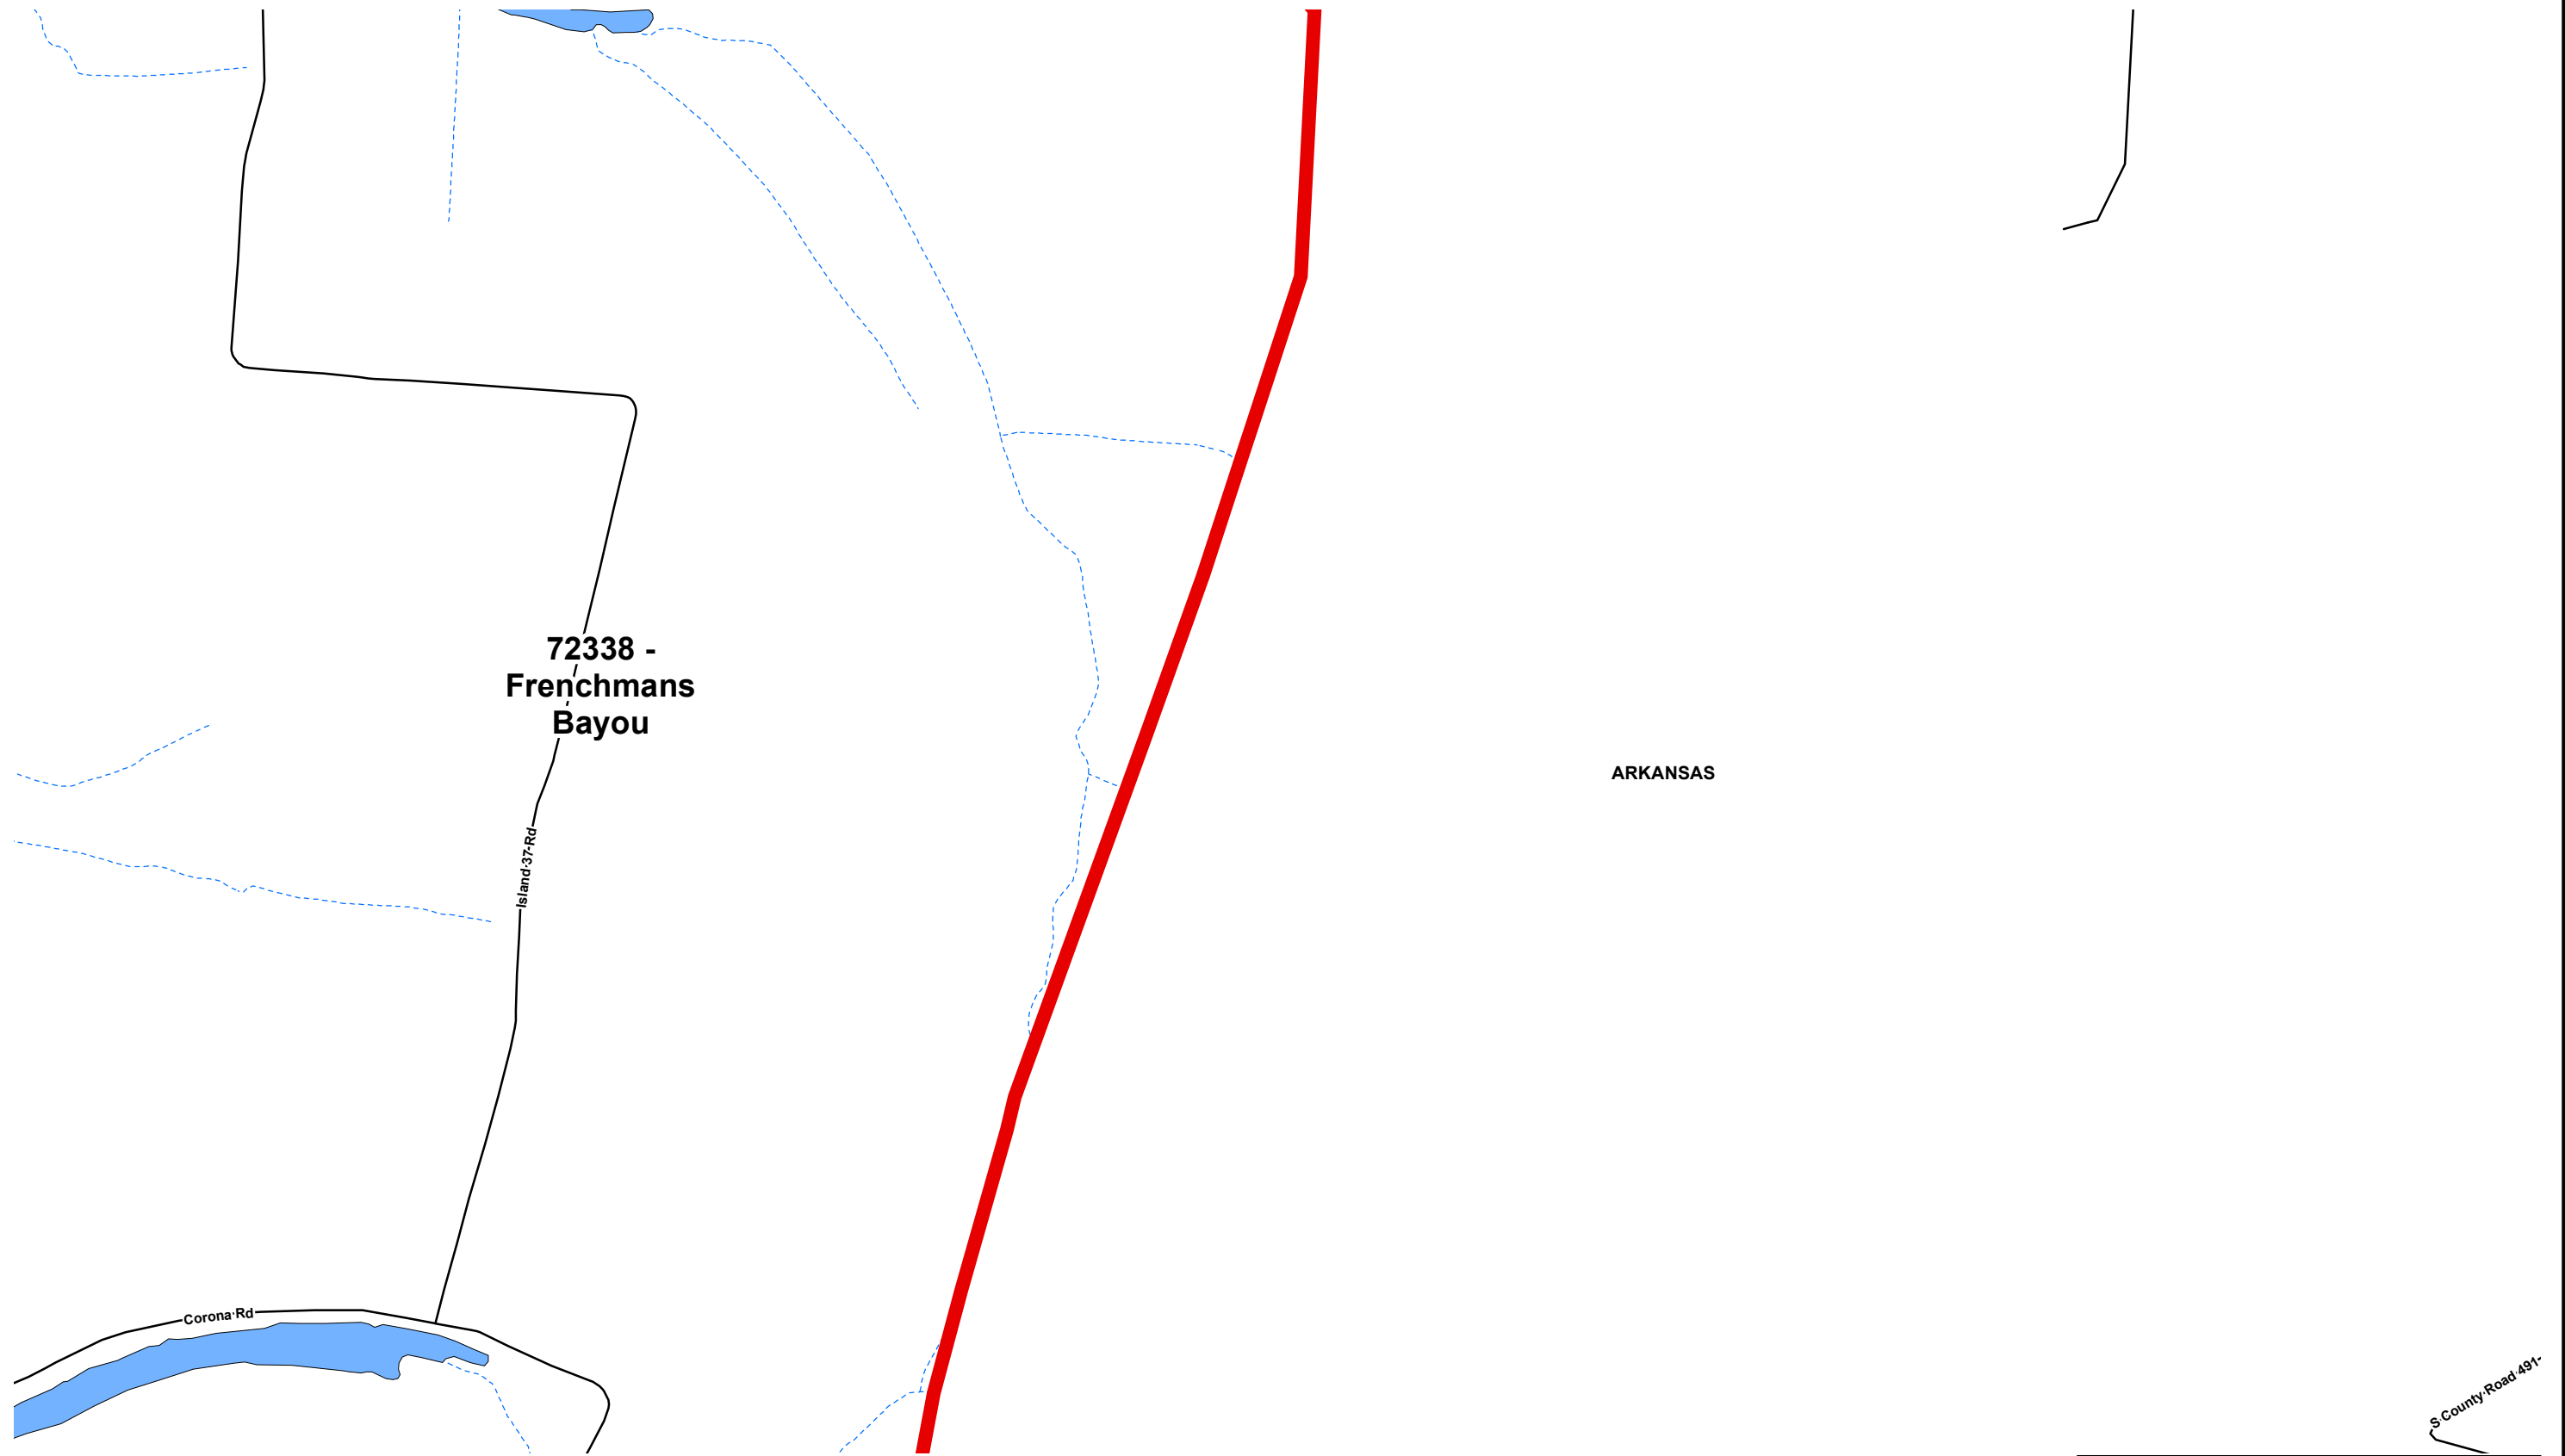 72338 -
Frenchmans
Bayou
ARKANSAS
Island 37 Rd
Corona Rd
S County Road 491